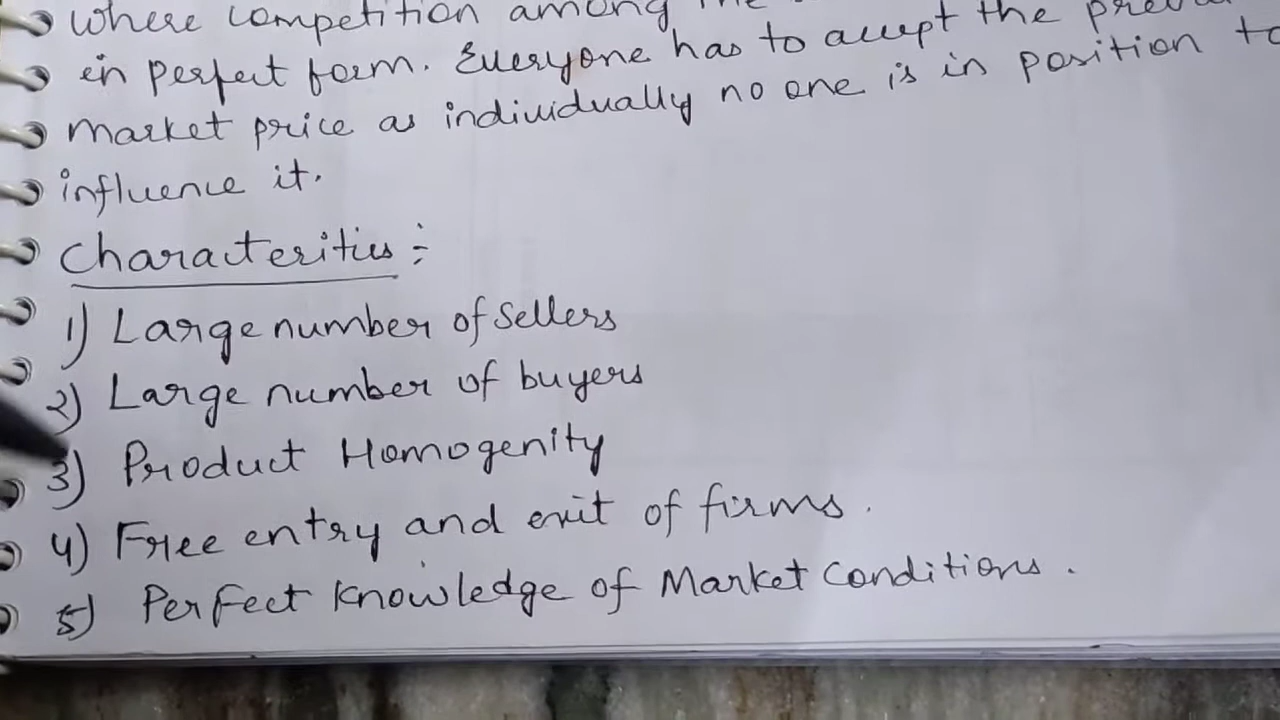 where competition among the
in perfect form. Everyone has to accept the
market price as individually no one is in position to
influence it.
Characterities :-
1) Large number of Sellers
2) Large number of buyers
3) Product Homogenity
4) Free entry and exit of firms.
5) Perfect Knowledge of Market Conditions.